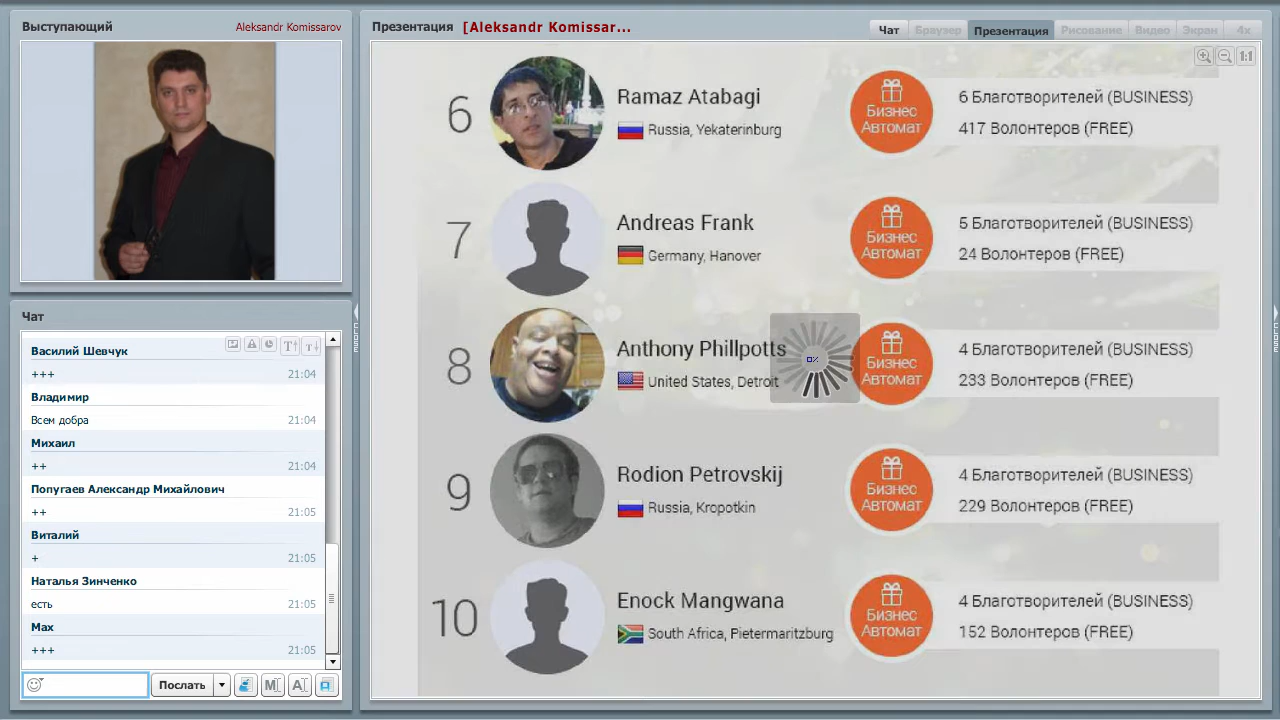 Выступающий
Aleksandr Komissarov
Чат
Василий Шевчук
+++ 21:04
Владимир
Всем добра 21:04
Михаил
++ 21:04
Попугаев Александр Михайлович
++ 21:05
Виталий
+ 21:05
Наталья Зинченко
есть 21:05
Max
+++ 21:05
Послать
Презентация [Aleksandr Komissar...
Чат Браузер Презентация Рисование Видео Экран 4x
1:1
6
Ramaz Atabagi
Russia, Yekaterinburg
Бизнес
Автомат
6 Благотворителей (BUSINESS)
417 Волонтеров (FREE)
7
Andreas Frank
Germany, Hanover
Бизнес
Автомат
5 Благотворителей (BUSINESS)
24 Волонтеров (FREE)
8
Anthony Phillpotts
United States, Detroit
0%
Бизнес
Автомат
4 Благотворителей (BUSINESS)
233 Волонтеров (FREE)
9
Rodion Petrovskij
Russia, Kropotkin
Бизнес
Автомат
4 Благотворителей (BUSINESS)
229 Волонтеров (FREE)
10
Enock Mangwana
South Africa, Pietermaritzburg
Бизнес
Автомат
4 Благотворителей (BUSINESS)
152 Волонтеров (FREE)